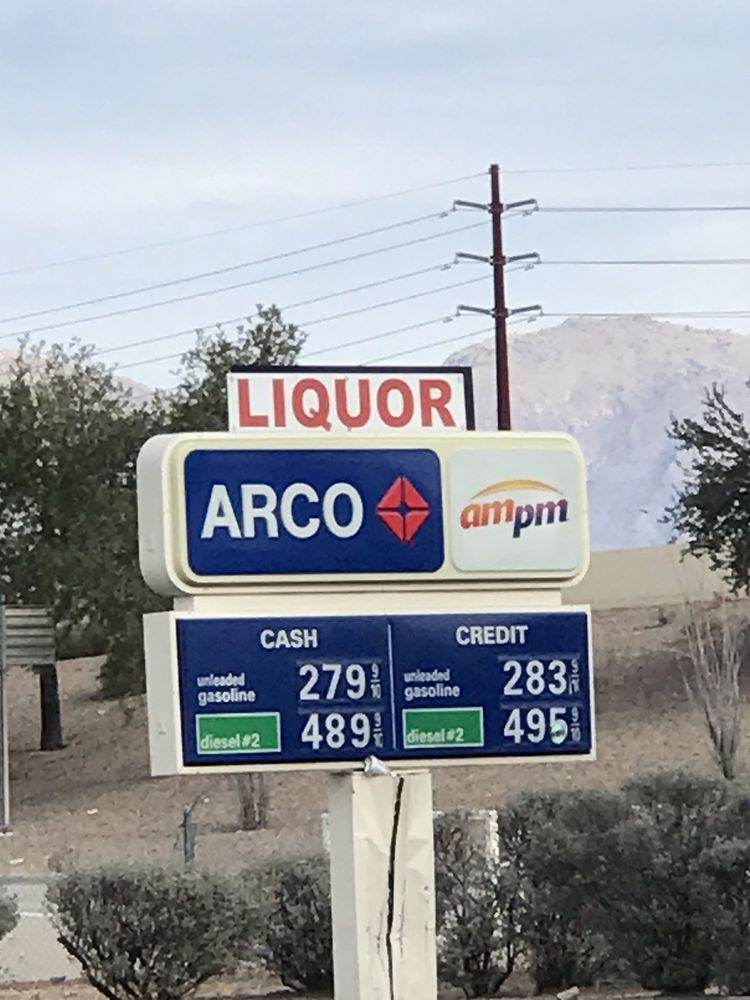 LIQUOR
ARCO ampm
CASH CREDIT
unleaded gasoline 279 9/10 unleaded gasoline 283 9/10
diesel #2 489 9/10 diesel #2 495 9/10